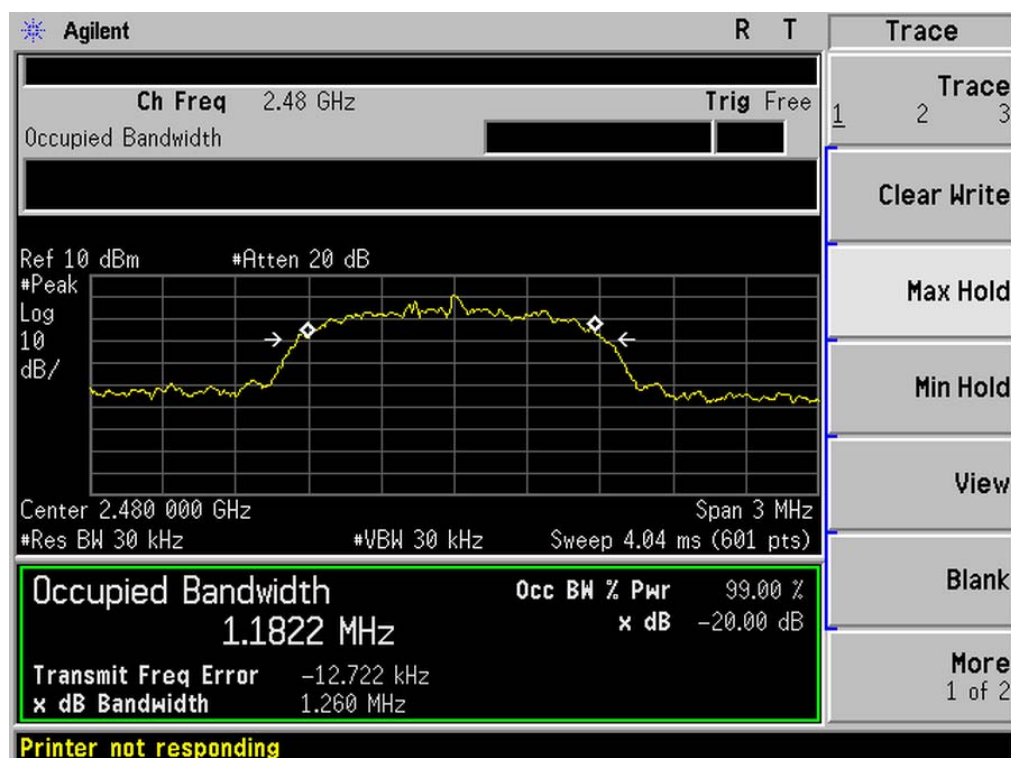 Agilent R T Trace
Ch Freq 2.48 GHz Trig Free
Occupied Bandwidth
Trace
1 2 3
Clear Write
Max Hold
Min Hold
View
Blank
More
1 of 2
Ref 10 dBm #Atten 20 dB
#Peak
Log
10
dB/
Center 2.480 000 GHz Span 3 MHz
#Res BW 30 kHz #VBW 30 kHz Sweep 4.04 ms (601 pts)
Occupied Bandwidth
1.1822 MHz
Occ BW % Pwr 99.00 %
x dB -20.00 dB
Transmit Freq Error -12.722 kHz
x dB Bandwidth 1.260 MHz
Printer not responding